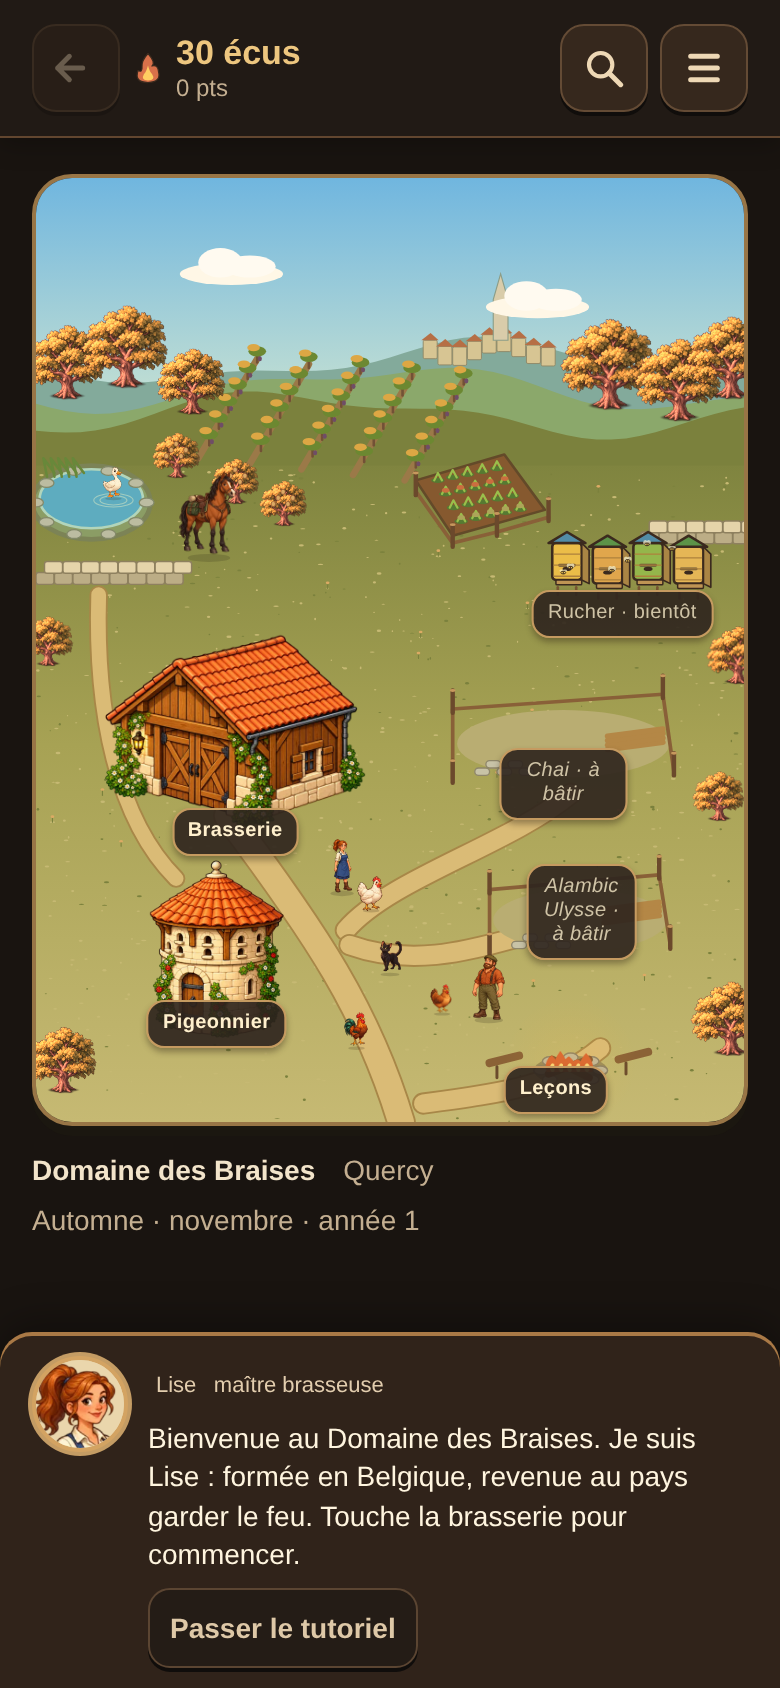 30 écus
0 pts
Rucher · bientôt
Chai · à
bâtir
Brasserie
Alambic
Ulysse ·
à bâtir
Pigeonnier
Leçons
Domaine des Braises Quercy
Automne · novembre · année 1
Lise maître brasseuse
Bienvenue au Domaine des Braises. Je suis
Lise : formée en Belgique, revenue au pays
garder le feu. Touche la brasserie pour
commencer.
Passer le tutoriel